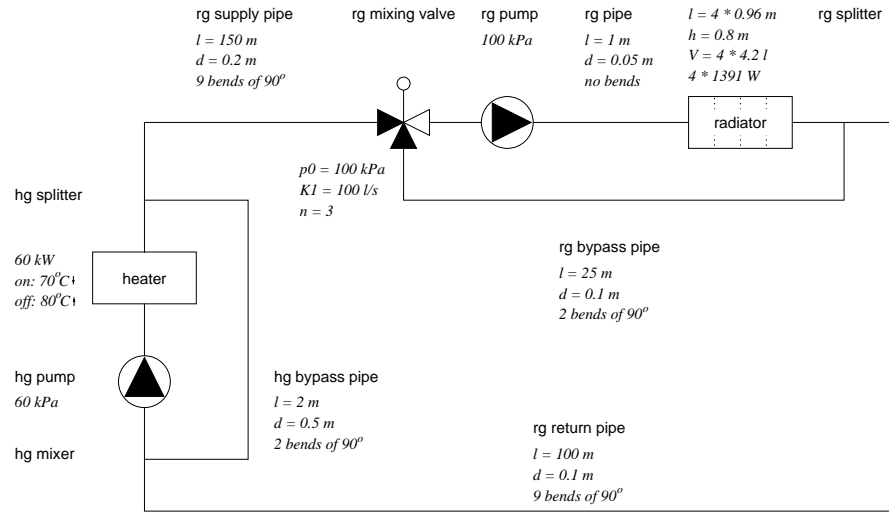 rg supply pipe
l = 150 m
d = 0.2 m
9 bends of 90°
rg mixing valve
rg pump
100 kPa
rg pipe
l = 1 m
d = 0.05 m
no bends
l = 4 * 0.96 m
h = 0.8 m
V = 4 * 4.2 l
4 * 1391 W
rg splitter
radiator
p0 = 100 kPa
K1 = 100 l/s
n = 3
hg splitter
60 kW
on: 70°C
off: 80°C
heater
rg bypass pipe
l = 25 m
d = 0.1 m
2 bends of 90°
hg pump
60 kPa
hg bypass pipe
l = 2 m
d = 0.5 m
2 bends of 90°
hg mixer
rg return pipe
l = 100 m
d = 0.1 m
9 bends of 90°